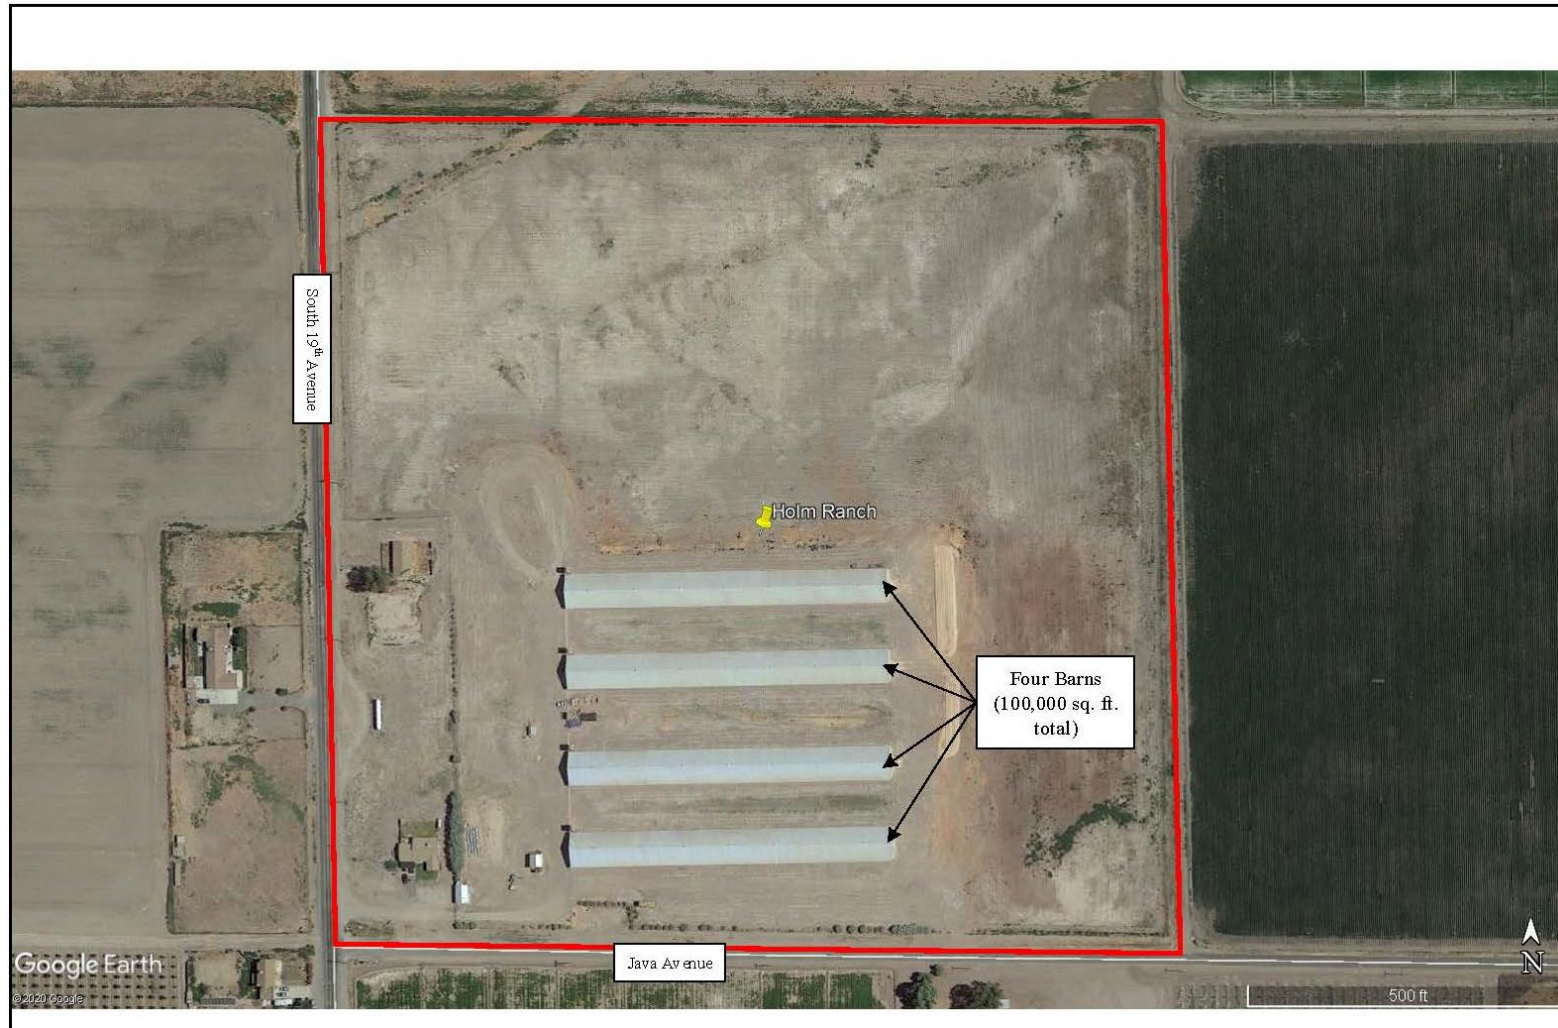 South 19th Avenue
Holm Ranch
Four Barns
(100,000 sq. ft.
total)
Java Avenue
Google Earth
©2020 Google
N
500 ft